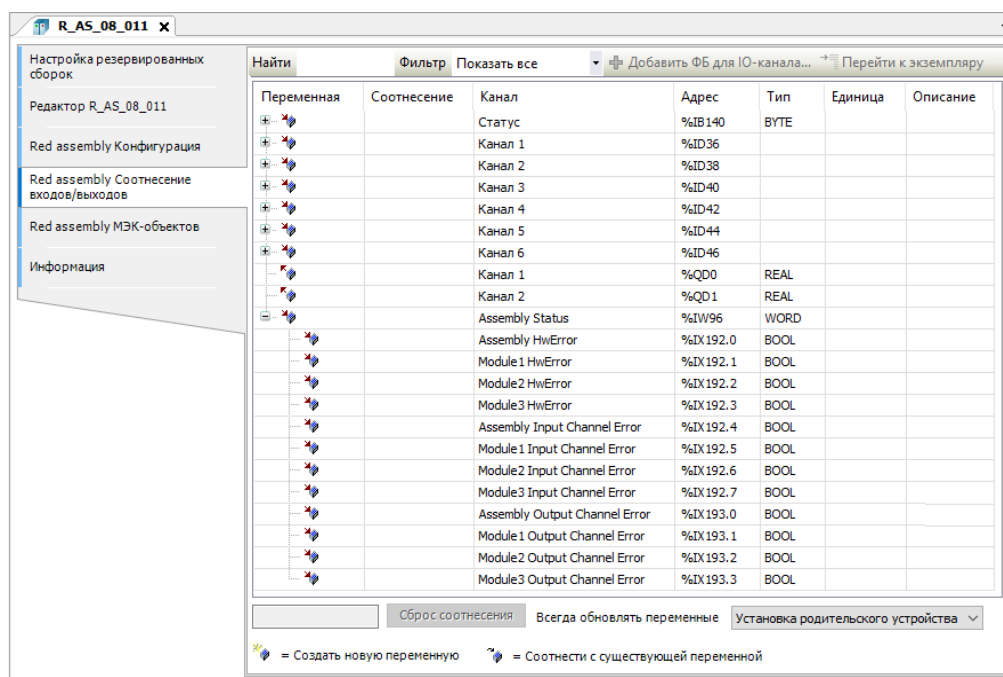 R_AS_08_011 X
Настройка резервированных
сборок
Редактор R_AS_08_011
Red assembly Конфигурация
Red assembly Соотнесение
входов/выходов
Red assembly МЭК-объектов
Информация
Найти Фильтр Показать все Добавить ФБ для IO-канала... Перейти к экземпляру
Переменная Соотнесение Канал Адрес Тип Единица Описание
Статус %IB140 BYTE
Канал 1 %ID36
Канал 2 %ID38
Канал 3 %ID40
Канал 4 %ID42
Канал 5 %ID44
Канал 6 %ID46
Канал 1 %QD0 REAL
Канал 2 %QD1 REAL
Assembly Status %IW96 WORD
Assembly HwError %IX192.0 BOOL
Module1 HwError %IX192.1 BOOL
Module2 HwError %IX192.2 BOOL
Module3 HwError %IX192.3 BOOL
Assembly Input Channel Error %IX192.4 BOOL
Module1 Input Channel Error %IX192.5 BOOL
Module2 Input Channel Error %IX192.6 BOOL
Module3 Input Channel Error %IX192.7 BOOL
Assembly Output Channel Error %IX193.0 BOOL
Module1 Output Channel Error %IX193.1 BOOL
Module2 Output Channel Error %IX193.2 BOOL
Module3 Output Channel Error %IX193.3 BOOL
Сброс соотнесения Всегда обновлять переменные Установка родительского устройства
= Создать новую переменную = Соотнести с существующей переменной